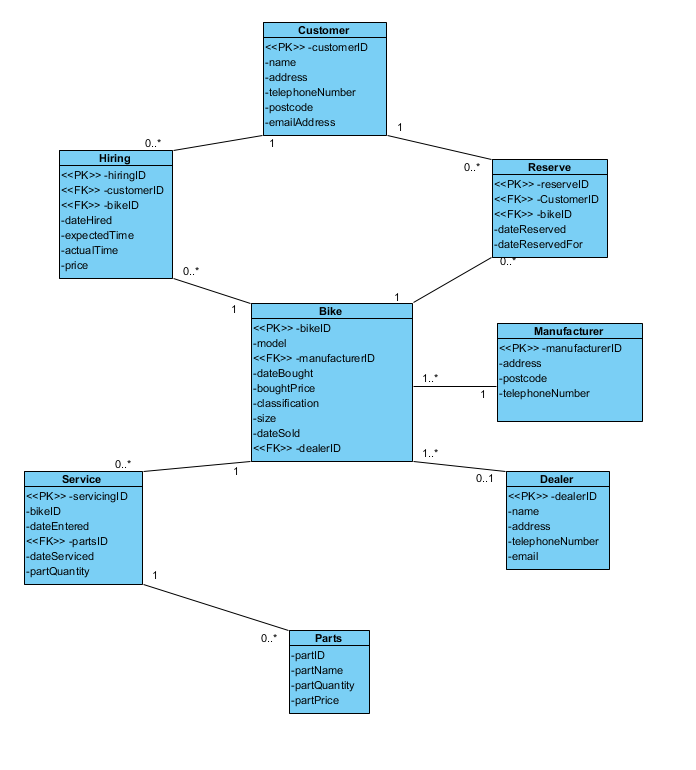 Customer
<<PK>> -customerID
-name
-address
-telephoneNumber
-postcode
-emailAddress
0..*
1
1
0..*
Hiring
<<PK>> -hiringID
<<FK>> -customerID
<<FK>> -bikeID
-dateHired
-expectedTime
-actualTime
-price
Reserve
<<PK>> -reserveID
<<FK>> -CustomerID
<<FK>> -bikeID
-dateReserved
-dateReservedFor
0..*
1
1
0..*
Bike
<<PK>> -bikeID
-model
<<FK>> -manufacturerID
-dateBought
-boughtPrice
-classification
-size
-dateSold
<<FK>> -dealerID
Manufacturer
<<PK>> -manufacturerID
-address
-postcode
-telephoneNumber
1..*
1
1..*
0..1
0..*
1
Service
<<PK>> -servicingID
-bikeID
-dateEntered
<<FK>> -partsID
-dateServiced
-partQuantity
Dealer
<<PK>> -dealerID
-name
-address
-telephoneNumber
-email
1
0..*
Parts
-partID
-partName
-partQuantity
-partPrice